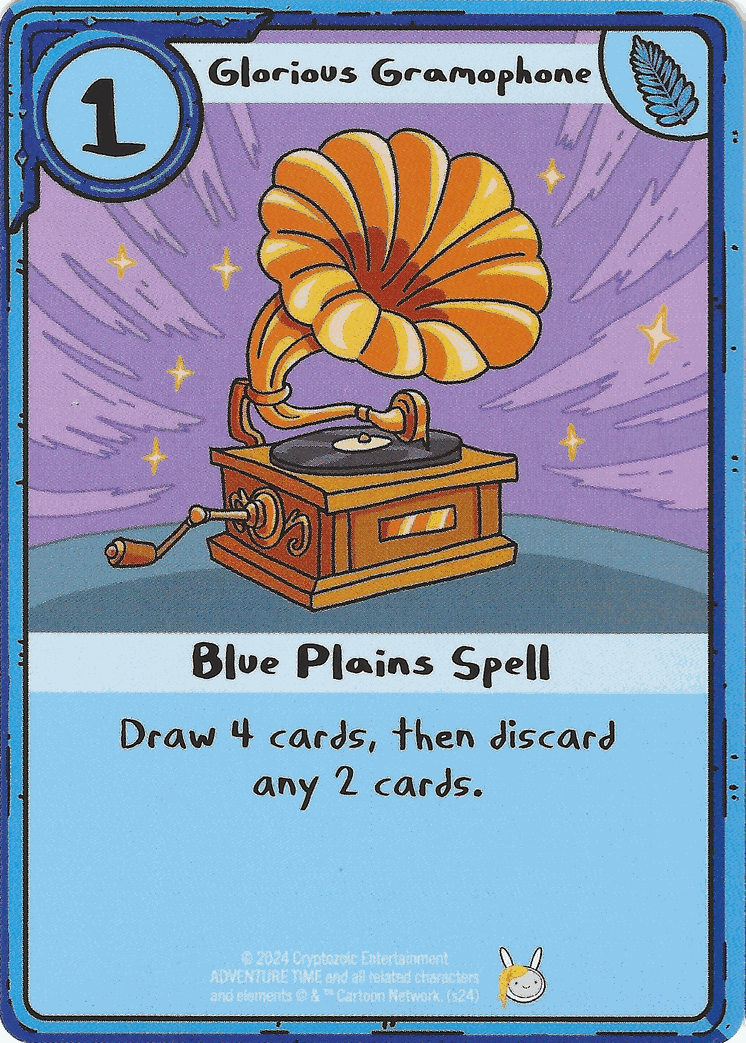 1
Glorious Gramophone
Blue Plains Spell
Draw 4 cards, then discard
any 2 cards.
© 2024 Cryptozoic Entertainment
ADVENTURE TIME and all related characters
and elements © & ™ Cartoon Network. (s24)